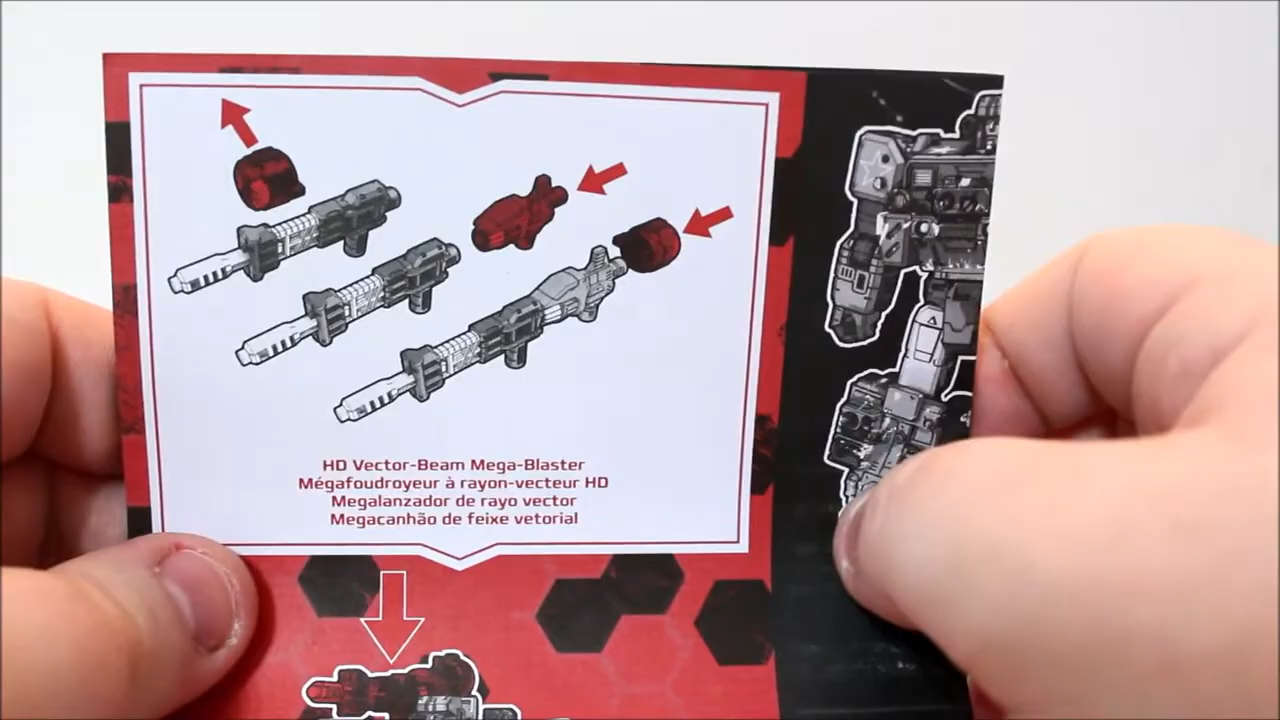 HD Vector-Beam Mega-Blaster
Mégafoudroyeur à rayon-vecteur HD
Megalanzador de rayo vector
Megacanhão de feixe vetorial